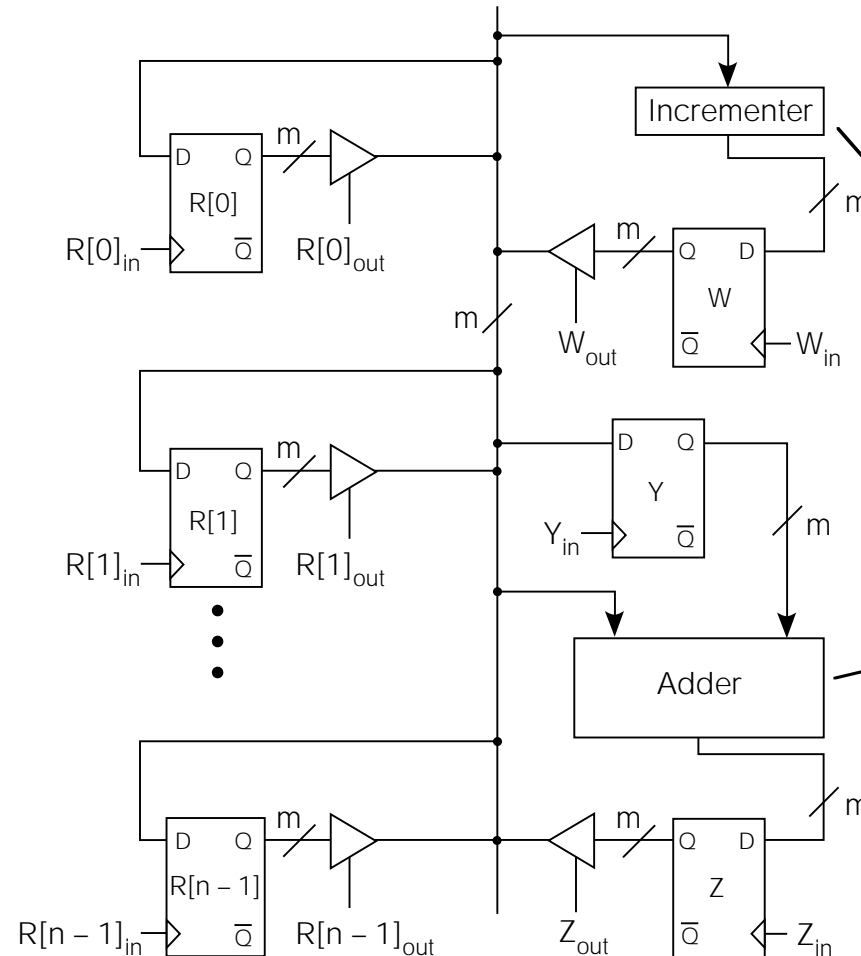 Incrementer
m
D Q
R[0]
Q
R[0]in
R[0]out
m
m
Q D
W
Q
Wout
Win
m
m
D Q
R[1]
Q
R[1]in
R[1]out
D Q
Y
Q
Yin
m
Adder
m
D Q
R[n – 1]
Q
R[n – 1]in
R[n – 1]out
m
m
Q D
Z
Q
Zout
Zin